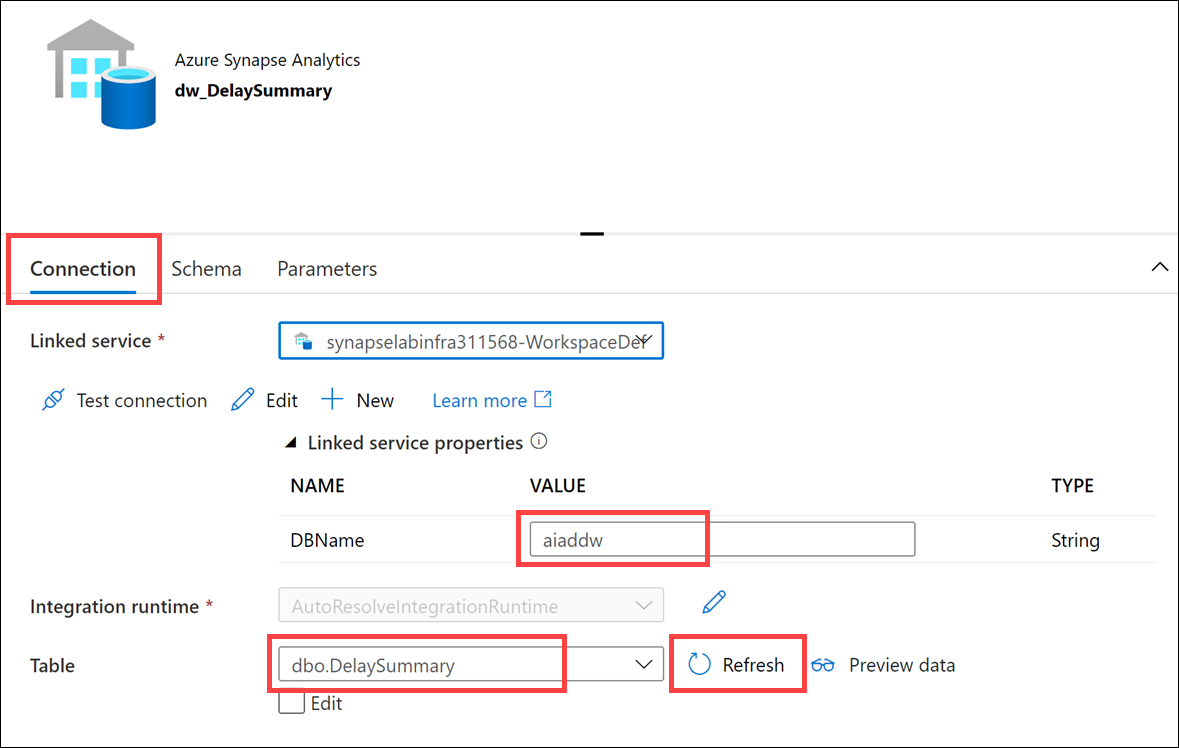 Azure Synapse Analytics
dw_DelaySummary
Connection Schema Parameters
Linked service * synapselabinfra311568-WorkspaceDef
Test connection Edit New Learn more
Linked service properties
NAME VALUE TYPE
DBName aiaddw String
Integration runtime * AutoResolveIntegrationRuntime
Table dbo.DelaySummary Refresh Preview data
Edit